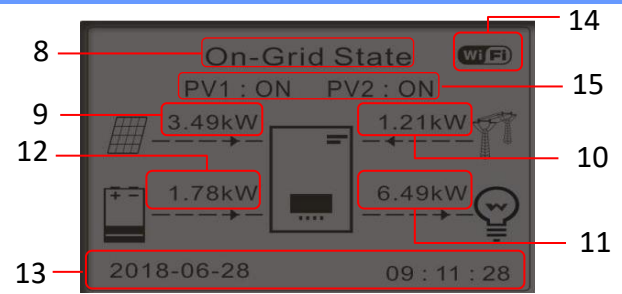 14
8 On-Grid State WiFi
PV1 : ON PV2 : ON 15
9 3.49kW 1.21kW
12 10
1.78kW 6.49kW
11
13 2018-06-28 09 : 11 : 28